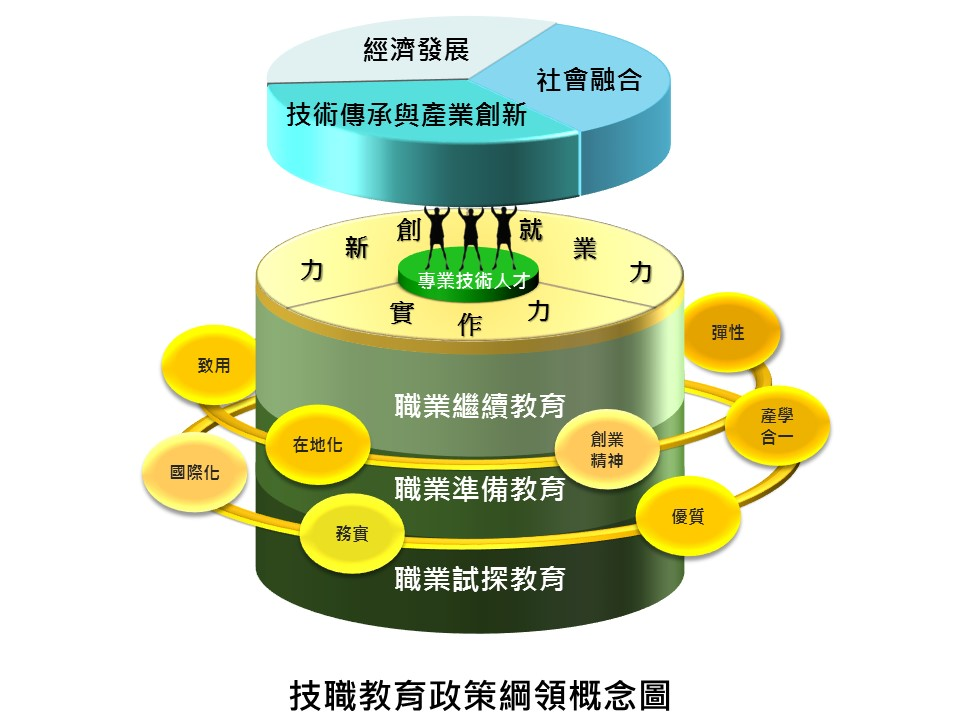 經濟發展
社會融合
技術傳承與產業創新
創新力
就業力
專業技術人才
實作力
彈性
致用
職業繼續教育
產學
合一
在地化
創業
精神
國際化
職業準備教育
優質
務實
職業試探教育
技職教育政策綱領概念圖